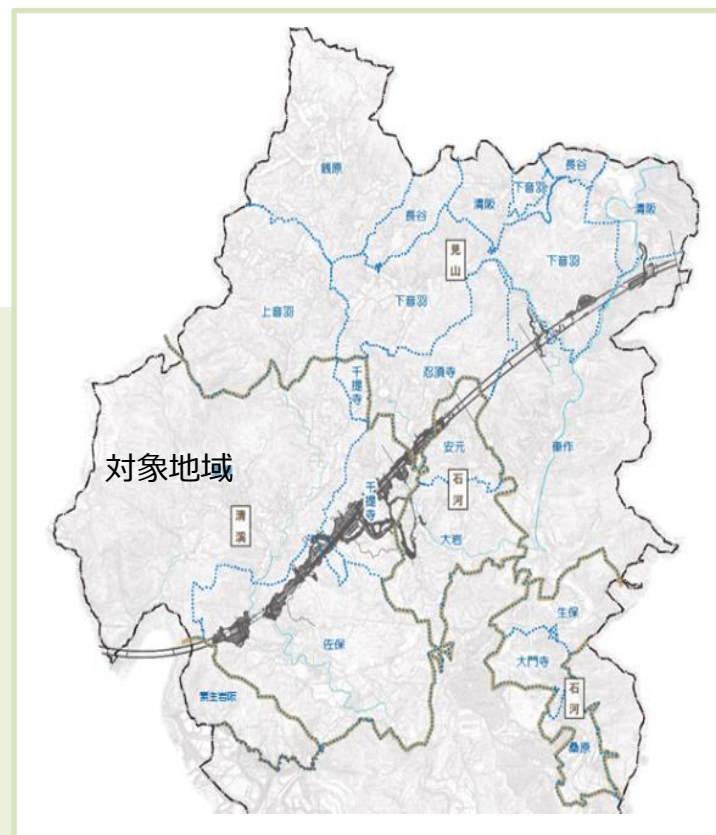 銭原
長谷
長谷
清阪
下音羽
清阪
見山
下音羽
上音羽
下音羽
忍頂寺
千提寺
安元
対象地域
車作
石河
千提寺
清溪
大岩
生保
佐保
大門寺
粟生岩阪
石河
桑原